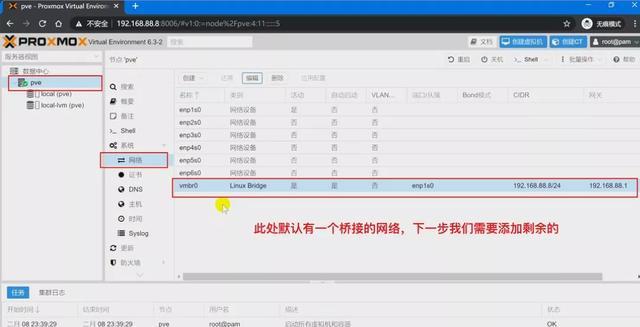 pve - Proxmox Virtual Environment
不安全 | 192.168.88.8:8006/#v1:0:=node%2Fpve:4:11:::::5
无痕模式
PROXMOX Virtual Environment 6.3-2 搜索
文档 创建虚拟机 创建CT root@pam
服务器视图
节点 'pve'
重启 关机 Shell 批量操作
数据中心
pve
local (pve)
local-lvm (pve)
搜索
概要
备注
Shell
系统
网络
证书
DNS
主机
时间
Syslog
更新
防火墙
创建 还原 编辑 删除 应用配置
名称 类别 活动 自动启动 VLAN... 端口/从属 Bond模式 CIDR 网关
enp1s0 网络设备 是 否 否
enp2s0 网络设备 否 否 否
enp3s0 网络设备 否 否 否
enp4s0 网络设备 否 否 否
enp5s0 网络设备 否 否 否
enp6s0 网络设备 否 否 否
vmbr0 Linux Bridge 是 是 否 enp1s0 192.168.88.8/24 192.168.88.1
此处默认有一个桥接的网络，下一步我们需要添加剩余的
任务 集群日志
开始时间 结束时间 节点 用户名 描述 状态
二月 08 23:39:29 二月 08 23:39:29 pve root@pam 启动所有虚拟机和容器 OK